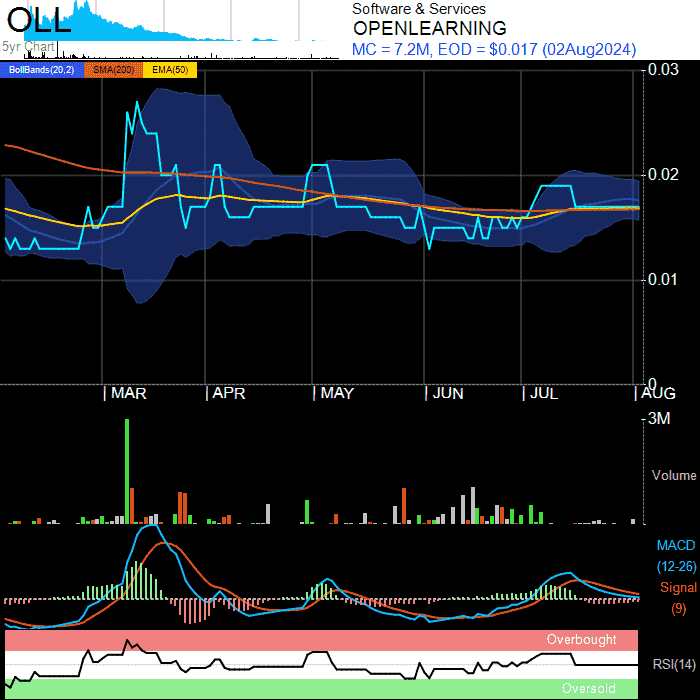 OLL
Software & Services
OPENLEARNING
5yr Chart
MC = 7.2M, EOD = $0.017 (02Aug2024)
BollBands(20,2) SMA(200) EMA(50)
0.03
0.02
0.01
0
MAR APR MAY JUN JUL AUG
3M
Volume
MACD
(12-26)
Signal
(9)
Overbought
RSI(14)
Oversold